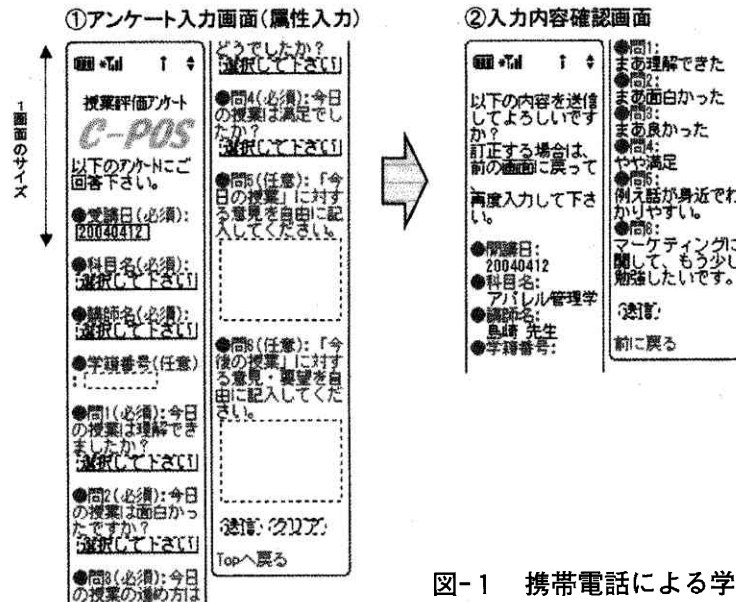 ①アンケート入力画面(属性入力)
1画面のサイズ
授業評価アンケート
C-POS
以下のアンケートにご
回答下さい。
●受講日(必須):
20040412
●科目名(必須):
選択して下さい
●講師名(必須):
選択して下さい
●学籍番号(任意)
:
●問1(必須):今日
の授業は理解でき
ましたか?
選択して下さい
●問2(必須):今日
の授業は面白かっ
たですか?
選択して下さい
●問3(必須):今日
の授業の進め方は
どうでしたか?
選択して下さい
●問4(必須):今日
の授業は満足でし
たか?
選択して下さい
●問5(任意):「今
日の授業」に対す
る意見を自由に記
入してください。
●問6(任意):「今
後の授業」に対す
る意見・要望を自
由に記入してくだ
さい。
送信 クリア
Topへ戻る
②入力内容確認画面
以下の内容を送信
してよろしいです
か?
訂正する場合は、
前の画面に戻って
再度入力して下さ
い。
●開講日:
20040412
●科目名:
アパレル管理学
●講師名:
島崎 先生
●学籍番号:
●問1:
まあ理解できた
●問2:
まあ面白かった
●問3:
まあ良かった
●問4:
やや満足
●問5:
例え話が身近でわ
かりやすい。
●問6:
マーケティングに
関して、もう少し
勉強したいです。
送信
前に戻る
図-1 携帯電話による学